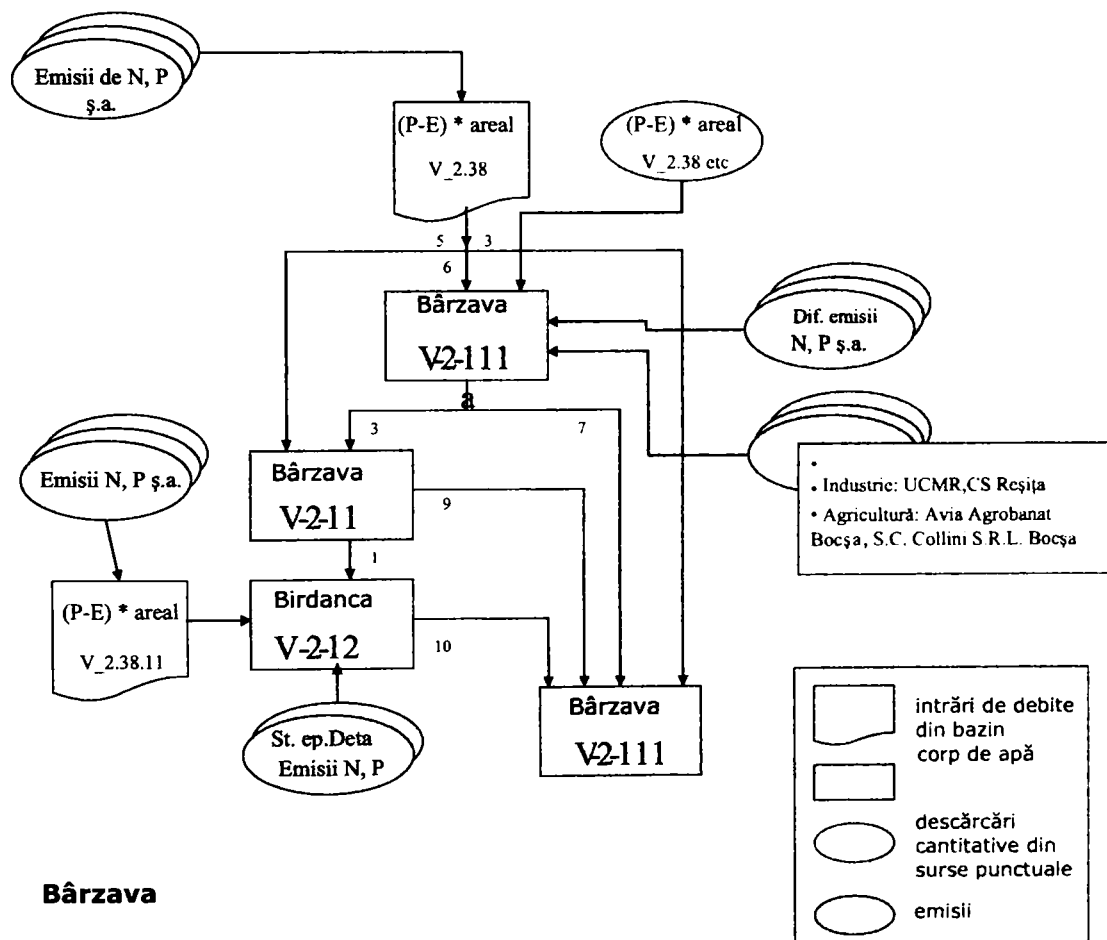 Emisii de N, P
ş.a.
(P-E) * areal
V_2.38
(P-E) * areal
V_2.38 etc
5
3
6
Bârzava
V-2-111
a
Dif. emisii
N, P ş.a.
3
7
Emisii N, P ş.a.
Bârzava
V-2-11
9
•
• Industrie: UCMR,CS Reşiţa
• Agricultură: Avia Agrobanat
Bocşa, S.C. Collini S.R.L. Bocşa
1
(P-E) * areal
V_2.38.11
Birdanca
V-2-12
10
St. ep.Deta
Emisii N, P
Bârzava
V-2-111
intrări de debite
din bazin
corp de apă
descărcări
cantitative din
surse punctuale
emisii
Bârzava